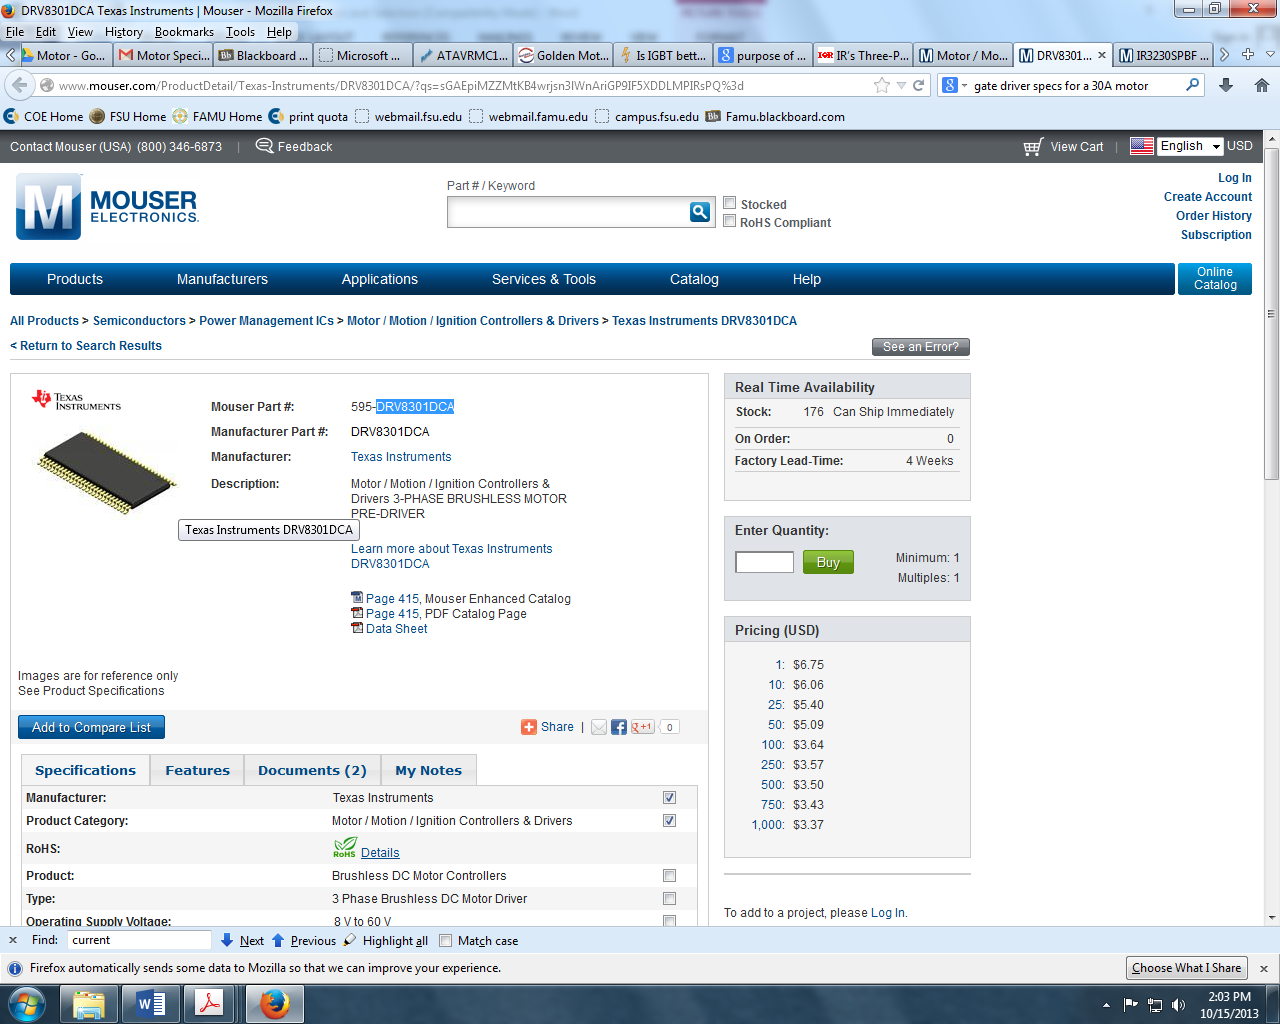 DRV8301DCA Texas Instruments | Mouser - Mozilla Firefox
File Edit View History Bookmarks Tools Help
Motor - Go... Motor Speci... Blackboard ... Microsoft ... ATAVRMC1... Golden Mot... Is IGBT bett... purpose of ... IR's Three-P... Motor / Mo... DRV8301... IR3230SPBF ...
www.mouser.com/ProductDetail/Texas-Instruments/DRV8301DCA/?qs=sGAEpiMZZMtKB4wrjsn3IWnAriGP9IF5XDDLMPIRsPQ%3d
gate driver specs for a 30A motor
COE Home FSU Home FAMU Home print quota webmail.fsu.edu webmail.famu.edu campus.fsu.edu Famu.blackboard.com
Contact Mouser (USA) (800) 346-6873 | Feedback View Cart | English USD
MOUSER ELECTRONICS.
Part # / Keyword
Stocked
RoHS Compliant
Log In
Create Account
Order History
Subscription
Products Manufacturers Applications Services & Tools Catalog Help Online Catalog
All Products > Semiconductors > Power Management ICs > Motor / Motion / Ignition Controllers & Drivers > Texas Instruments DRV8301DCA
< Return to Search Results
See an Error?
TEXAS INSTRUMENTS
Mouser Part #: 595-DRV8301DCA
Manufacturer Part #: DRV8301DCA
Manufacturer: Texas Instruments
Description: Motor / Motion / Ignition Controllers &
Drivers 3-PHASE BRUSHLESS MOTOR
PRE-DRIVER
Texas Instruments DRV8301DCA
Learn more about Texas Instruments
DRV8301DCA
Page 415, Mouser Enhanced Catalog
Page 415, PDF Catalog Page
Data Sheet
Images are for reference only
See Product Specifications
Add to Compare List
Share | +1 0
Real Time Availability
Stock: 176 Can Ship Immediately
On Order: 0
Factory Lead-Time: 4 Weeks
Enter Quantity:
Buy
Minimum: 1
Multiples: 1
Pricing (USD)
1: $6.75
10: $6.06
25: $5.40
50: $5.09
100: $3.64
250: $3.57
500: $3.50
750: $3.43
1,000: $3.37
To add to a project, please Log In.
Specifications Features Documents (2) My Notes
Manufacturer: Texas Instruments
Product Category: Motor / Motion / Ignition Controllers & Drivers
RoHS: RoHS Details
Product: Brushless DC Motor Controllers
Type: 3 Phase Brushless DC Motor Driver
Operating Supply Voltage: 8 V to 60 V
Find: current Next Previous Highlight all Match case
Firefox automatically sends some data to Mozilla so that we can improve your experience.
Choose What I Share
2:03 PM
10/15/2013